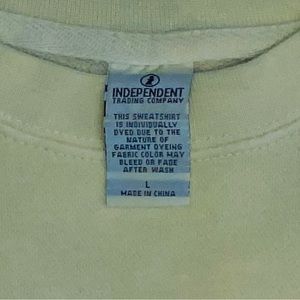 INDEPENDENT
TRADING COMPANY
THIS SWEATSHIRT
IS INDIVIDUALLY
DYED DUE TO THE
NATURE OF
GARMENT DYEING
FABRIC COLOR MAY
BLEED OR FADE
AFTER WASH
L
MADE IN CHINA